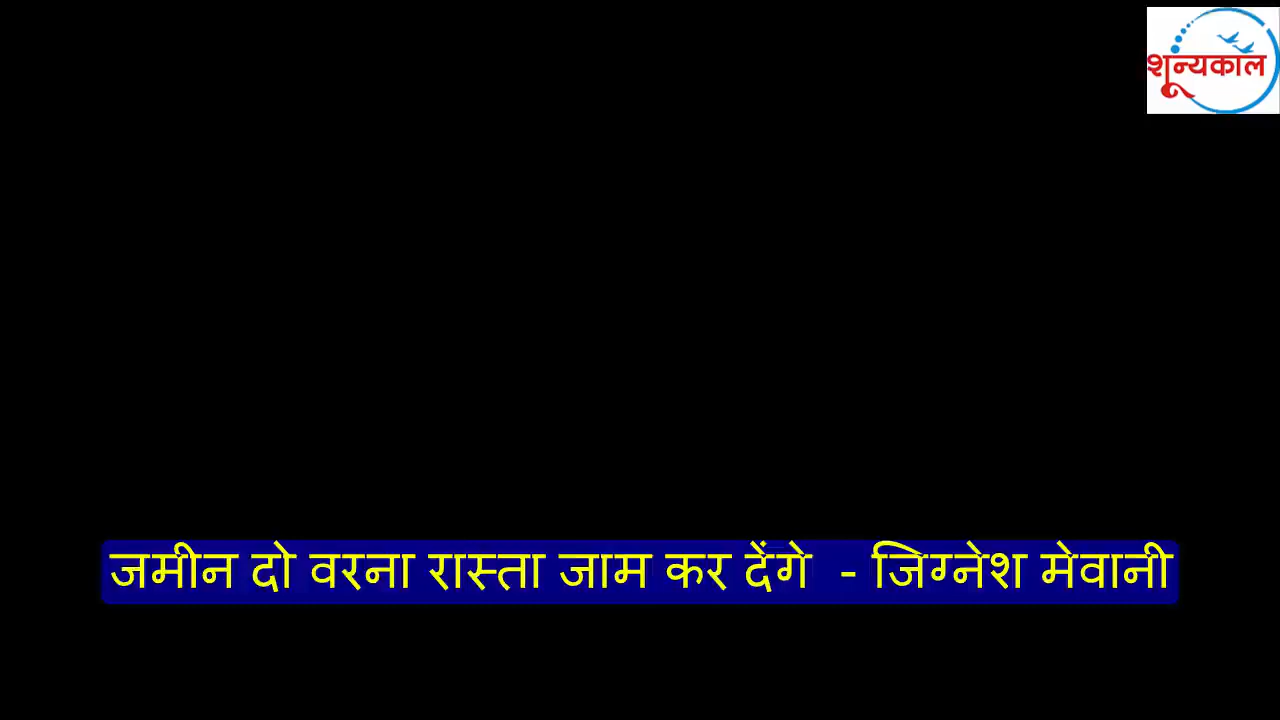 शून्यकाल
जमीन दो वरना रास्ता जाम कर देंगे - जिग्नेश मेवानी